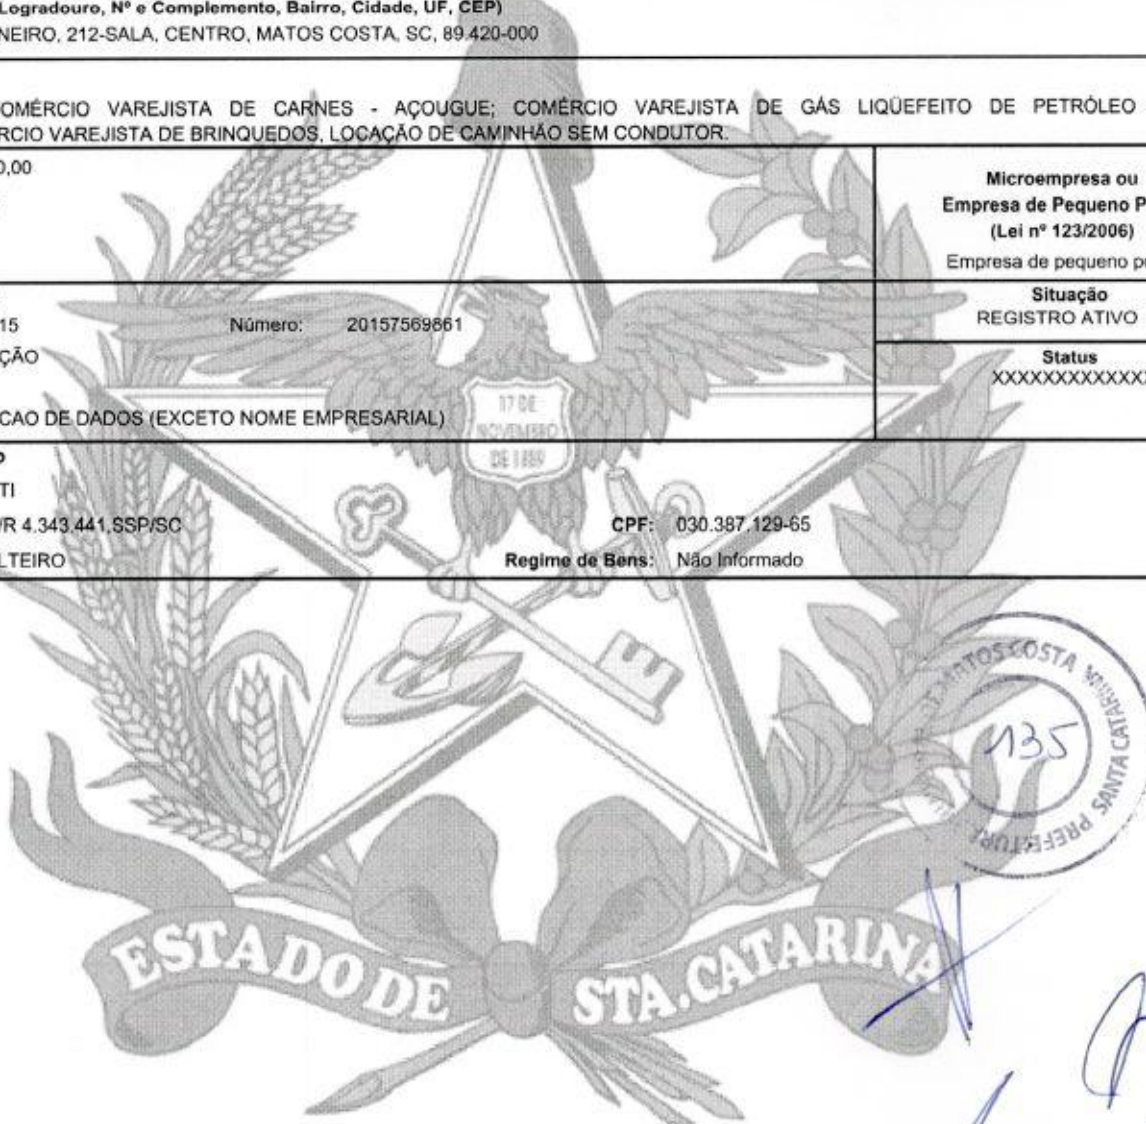 Logradouro, Nº e Complemento, Bairro, Cidade, UF, CEP)
NEIRO, 212-SALA, CENTRO, MATOS COSTA, SC, 89.420-000
OMÉRCIO VAREJISTA DE CARNES - AÇOUGUE; COMÉRCIO VAREJISTA DE GÁS LIQÜEFEITO DE PETRÓLEO
RCIO VAREJISTA DE BRINQUEDOS, LOCAÇÃO DE CAMINHÃO SEM CONDUTOR.
0,00
Microempresa ou
Empresa de Pequeno P
(Lei nº 123/2006)
Empresa de pequeno po
15 Número: 20157569861
ÇÃO
CAO DE DADOS (EXCETO NOME EMPRESARIAL)
Situação
REGISTRO ATIVO
Status
XXXXXXXXXXXXX
TI
/R 4.343.441,SSP/SC CPF: 030.387.129-65
LTEIRO Regime de Bens: Não Informado
17 DE
NOVEMBRO
DE 1889
MATOS COSTA
SANTA CATARINA
PREFEITURA
135
ESTADO DE STA. CATARINA